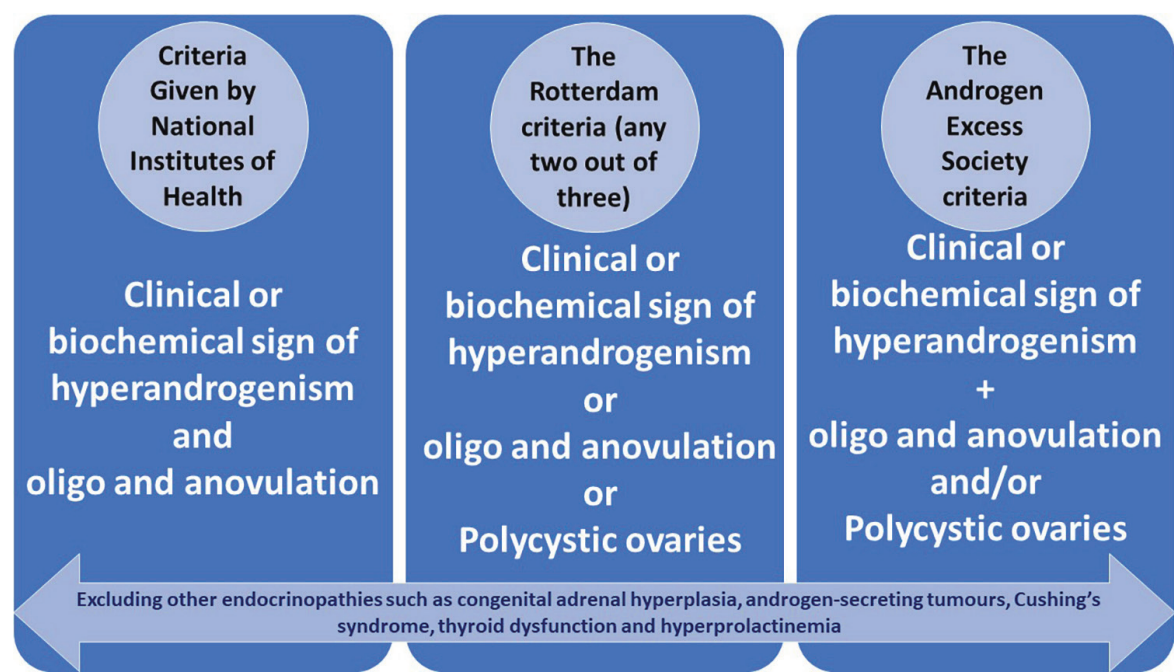 Criteria
Given by
National
Institutes of
Health
Clinical or
biochemical sign of
hyperandrogenism
and
oligo and anovulation
The
Rotterdam
criteria (any
two out of
three)
Clinical or
biochemical sign of
hyperandrogenism
or
oligo and anovulation
or
Polycystic ovaries
The
Androgen
Excess
Society
criteria
Clinical or
biochemical sign of
hyperandrogenism
+
oligo and anovulation
and/or
Polycystic ovaries
Excluding other endocrinopathies such as congenital adrenal hyperplasia, androgen-secreting tumours, Cushing's
syndrome, thyroid dysfunction and hyperprolactinemia